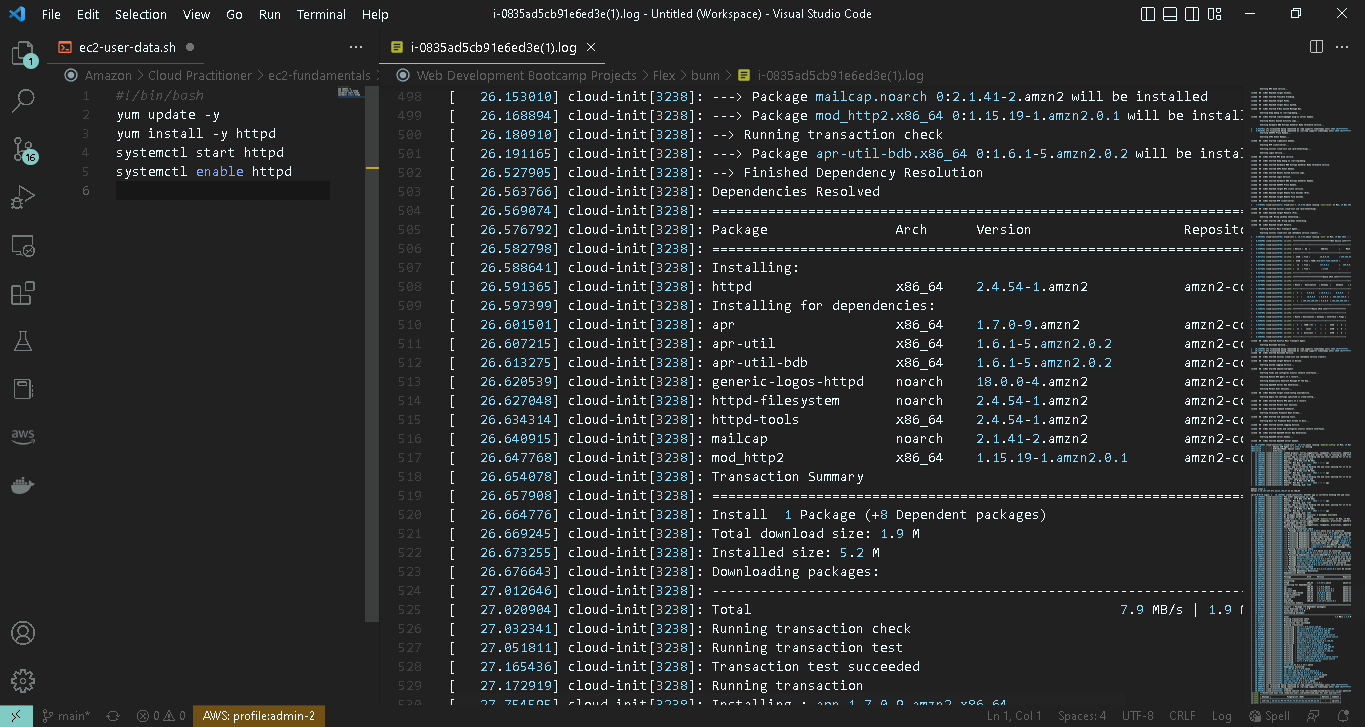 File Edit Selection View Go Run Terminal Help
i-0835ad5cb91e6ed3e(1).log - Untitled (Workspace) - Visual Studio Code
ec2-user-data.sh
Amazon > Cloud Practitioner > ec2-fundamentals >
1 #!/bin/bash
2 yum update -y
3 yum install -y httpd
4 systemctl start httpd
5 systemctl enable httpd
6
i-0835ad5cb91e6ed3e(1).log
Web Development Bootcamp Projects > Flex > bunn > i-0835ad5cb91e6ed3e(1).log
498 [ 26.153010] cloud-init[3238]: ---> Package mailcap.noarch 0:2.1.41-2.amzn2 will be installed
499 [ 26.168894] cloud-init[3238]: ---> Package mod_http2.x86_64 0:1.15.19-1.amzn2.0.1 will be instal
500 [ 26.180910] cloud-init[3238]: --> Running transaction check
501 [ 26.191165] cloud-init[3238]: ---> Package apr-util-bdb.x86_64 0:1.6.1-5.amzn2.0.2 will be instal
502 [ 26.527905] cloud-init[3238]: --> Finished Dependency Resolution
503 [ 26.563766] cloud-init[3238]: Dependencies Resolved
504 [ 26.569074] cloud-init[3238]: ================================================================
505 [ 26.576792] cloud-init[3238]: Package Arch Version Reposito
506 [ 26.582798] cloud-init[3238]: ================================================================
507 [ 26.588641] cloud-init[3238]: Installing:
508 [ 26.591365] cloud-init[3238]: httpd x86_64 2.4.54-1.amzn2 amzn2-co
509 [ 26.597399] cloud-init[3238]: Installing for dependencies:
510 [ 26.601501] cloud-init[3238]: apr x86_64 1.7.0-9.amzn2 amzn2-co
511 [ 26.607215] cloud-init[3238]: apr-util x86_64 1.6.1-5.amzn2.0.2 amzn2-co
512 [ 26.613275] cloud-init[3238]: apr-util-bdb x86_64 1.6.1-5.amzn2.0.2 amzn2-co
513 [ 26.620539] cloud-init[3238]: generic-logos-httpd noarch 18.0.0-4.amzn2 amzn2-co
514 [ 26.627048] cloud-init[3238]: httpd-filesystem noarch 2.4.54-1.amzn2 amzn2-co
515 [ 26.634314] cloud-init[3238]: httpd-tools x86_64 2.4.54-1.amzn2 amzn2-co
516 [ 26.640915] cloud-init[3238]: mailcap noarch 2.1.41-2.amzn2 amzn2-co
517 [ 26.647768] cloud-init[3238]: mod_http2 x86_64 1.15.19-1.amzn2.0.1 amzn2-co
518 [ 26.654078] cloud-init[3238]: Transaction Summary
519 [ 26.657908] cloud-init[3238]: ================================================================
520 [ 26.664776] cloud-init[3238]: Install 1 Package (+8 Dependent packages)
521 [ 26.669245] cloud-init[3238]: Total download size: 1.9 M
522 [ 26.673255] cloud-init[3238]: Installed size: 5.2 M
523 [ 26.676643] cloud-init[3238]: Downloading packages:
524 [ 27.012646] cloud-init[3238]: ----------------------------------------------------------------
525 [ 27.020904] cloud-init[3238]: Total 7.9 MB/s | 1.9 M
526 [ 27.032341] cloud-init[3238]: Running transaction check
527 [ 27.051811] cloud-init[3238]: Running transaction test
528 [ 27.165436] cloud-init[3238]: Transaction test succeeded
529 [ 27.172919] cloud-init[3238]: Running transaction
530 [ 27.754595] cloud-init[3238]: Installing : apr-1.7.0-9.amzn2.x86_64
1
16
aws
main* 0 0 AWS: profile:admin-2
Ln 1, Col 1 Spaces: 4 UTF-8 CRLF Log Spell